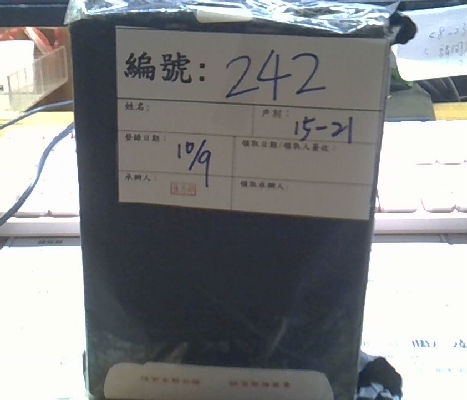 編號: 242
姓名:
戶別:
15-21
登錄日期:
10/9
領取日期/領取人簽收:
承辦人:
領取承辦人: